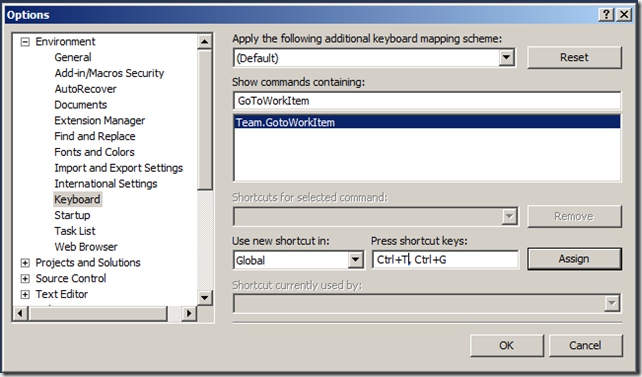 Options
Environment
General
Add-in/Macros Security
AutoRecover
Documents
Extension Manager
Find and Replace
Fonts and Colors
Import and Export Settings
International Settings
Keyboard
Startup
Task List
Web Browser
Projects and Solutions
Source Control
Text Editor
Apply the following additional keyboard mapping scheme:
(Default)
Reset
Show commands containing:
GoToWorkItem
Team.GotoWorkItem
Shortcuts for selected command:
Remove
Use new shortcut in:
Press shortcut keys:
Global
Ctrl+T, Ctrl+G
Assign
Shortcut currently used by:
OK
Cancel